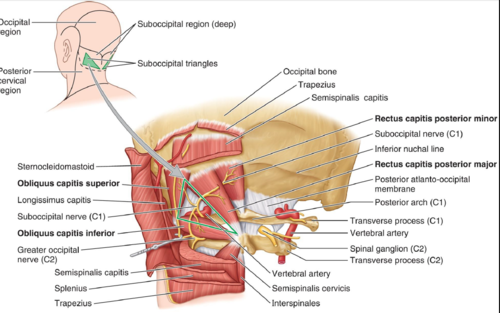 Occipital
region
Suboccipital region (deep)
Suboccipital triangles
Posterior
cervical
region
Occipital bone
Trapezius
Semispinalis capitis
Rectus capitis posterior minor
Suboccipital nerve (C1)
Inferior nuchal line
Rectus capitis posterior major
Posterior atlanto-occipital
membrane
Posterior arch (C1)
Transverse process (C1)
Vertebral artery
Spinal ganglion (C2)
Transverse process (C2)
Sternocleidomastoid
Obliquus capitis superior
Longissimus capitis
Suboccipital nerve (C1)
Obliquus capitis inferior
Greater occipital
nerve (C2)
Semispinalis capitis
Splenius
Trapezius
Vertebral artery
Semispinalis cervicis
Interspinales